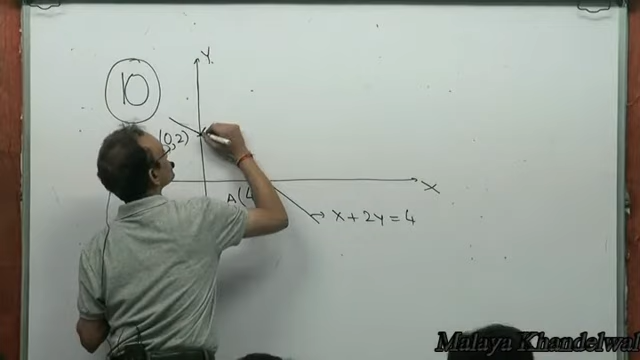 10
Y
(0,2)
X
A(4
X + 2y = 4
Malaya Khandelwal